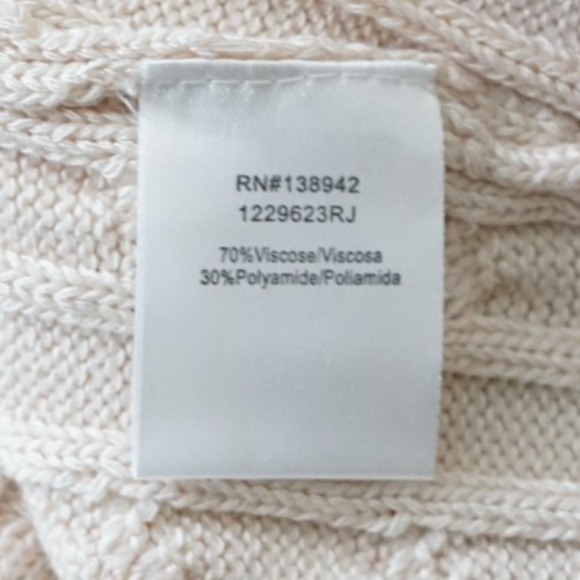 RN#138942
1229623RJ
70%Viscose/Viscosa
30%Polyamide/Poliamida